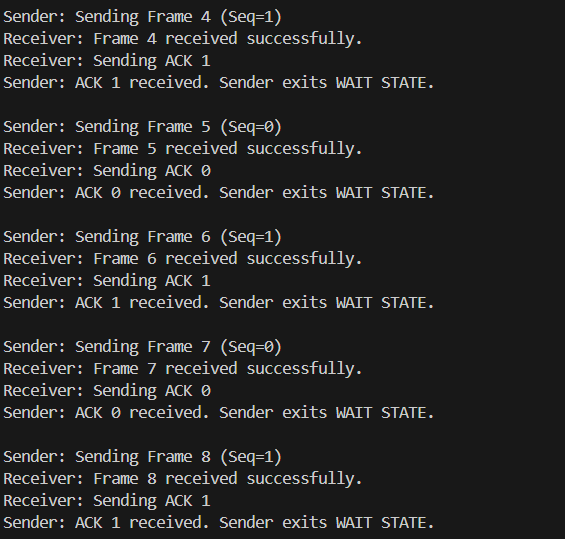 Sender: Sending Frame 4 (Seq=1)
Receiver: Frame 4 received successfully.
Receiver: Sending ACK 1
Sender: ACK 1 received. Sender exits WAIT STATE.

Sender: Sending Frame 5 (Seq=0)
Receiver: Frame 5 received successfully.
Receiver: Sending ACK 0
Sender: ACK 0 received. Sender exits WAIT STATE.

Sender: Sending Frame 6 (Seq=1)
Receiver: Frame 6 received successfully.
Receiver: Sending ACK 1
Sender: ACK 1 received. Sender exits WAIT STATE.

Sender: Sending Frame 7 (Seq=0)
Receiver: Frame 7 received successfully.
Receiver: Sending ACK 0
Sender: ACK 0 received. Sender exits WAIT STATE.

Sender: Sending Frame 8 (Seq=1)
Receiver: Frame 8 received successfully.
Receiver: Sending ACK 1
Sender: ACK 1 received. Sender exits WAIT STATE.